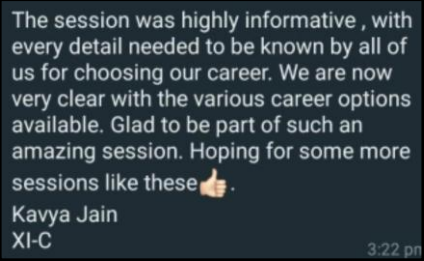 The session was highly informative , with
every detail needed to be known by all of
us for choosing our career. We are now
very clear with the various career options
available. Glad to be part of such an
amazing session. Hoping for some more
sessions like these👍🏻.
Kavya Jain
XI-C
3:22 pm